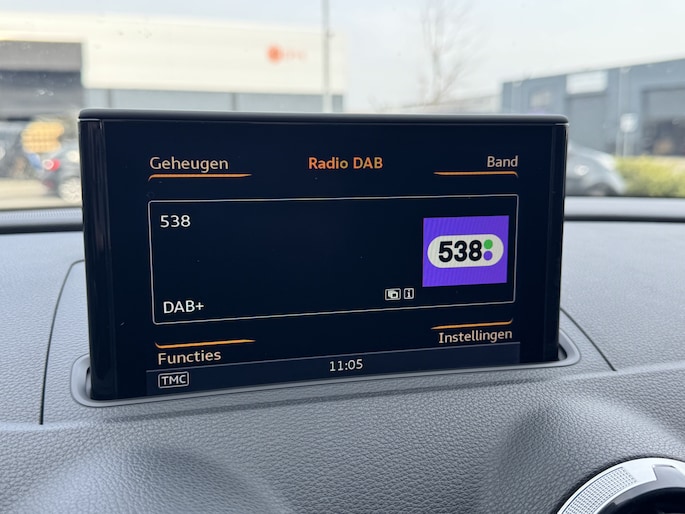 Geheugen
Radio DAB
Band
538
538
DAB+
i
Functies
Instellingen
TMC
11:05